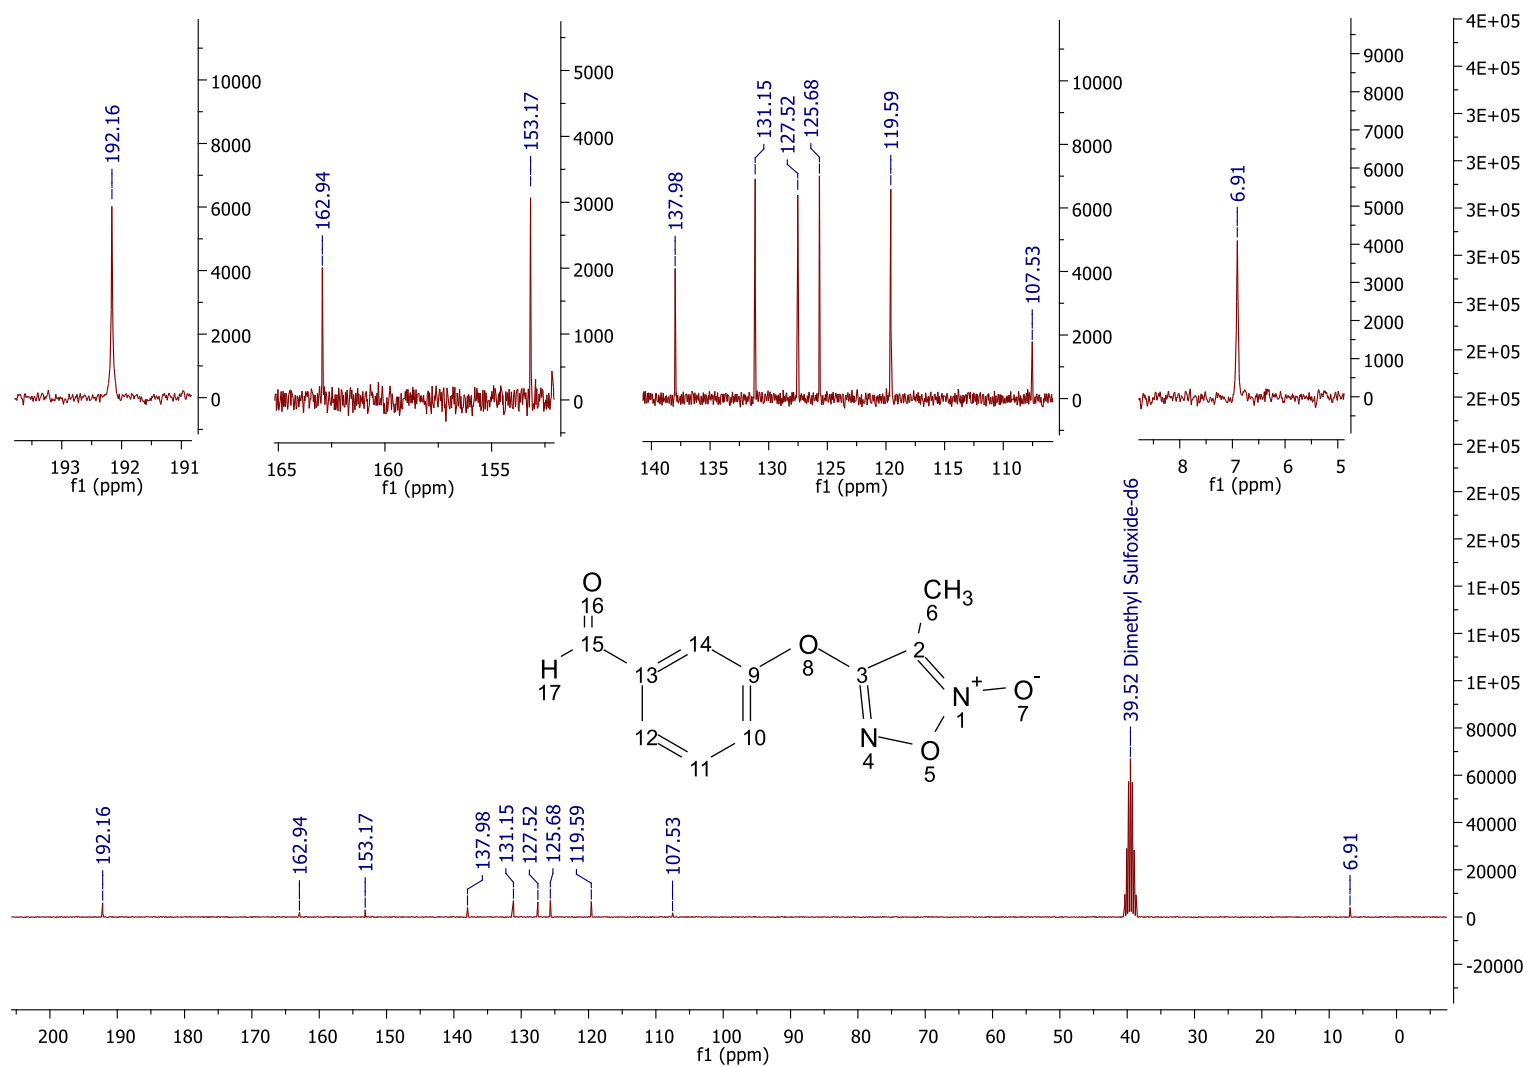 192.16
10000
8000
6000
4000
2000
0
193 192 191
f1 (ppm)
162.94
153.17
5000
4000
3000
2000
1000
0
165 160 155
f1 (ppm)
137.98
131.15
127.52
125.68
119.59
107.53
10000
8000
6000
4000
2000
0
140 135 130 125 120 115 110
f1 (ppm)
6.91
9000
8000
7000
6000
5000
4000
3000
2000
1000
0
8 7 6 5
f1 (ppm)
4E+05
4E+05
3E+05
3E+05
3E+05
3E+05
3E+05
2E+05
2E+05
2E+05
2E+05
2E+05
1E+05
1E+05
1E+05
80000
60000
40000
20000
0
-20000
O
16
15
H
17
13
14
12
11
10
9
O
8
3
2
CH3
6
N+
1
O-
7
N
4
O
5
192.16
162.94
153.17
137.98
131.15
127.52
125.68
119.59
107.53
39.52 Dimethyl Sulfoxide-d6
6.91
200 190 180 170 160 150 140 130 120 110 100 90 80 70 60 50 40 30 20 10 0
f1 (ppm)